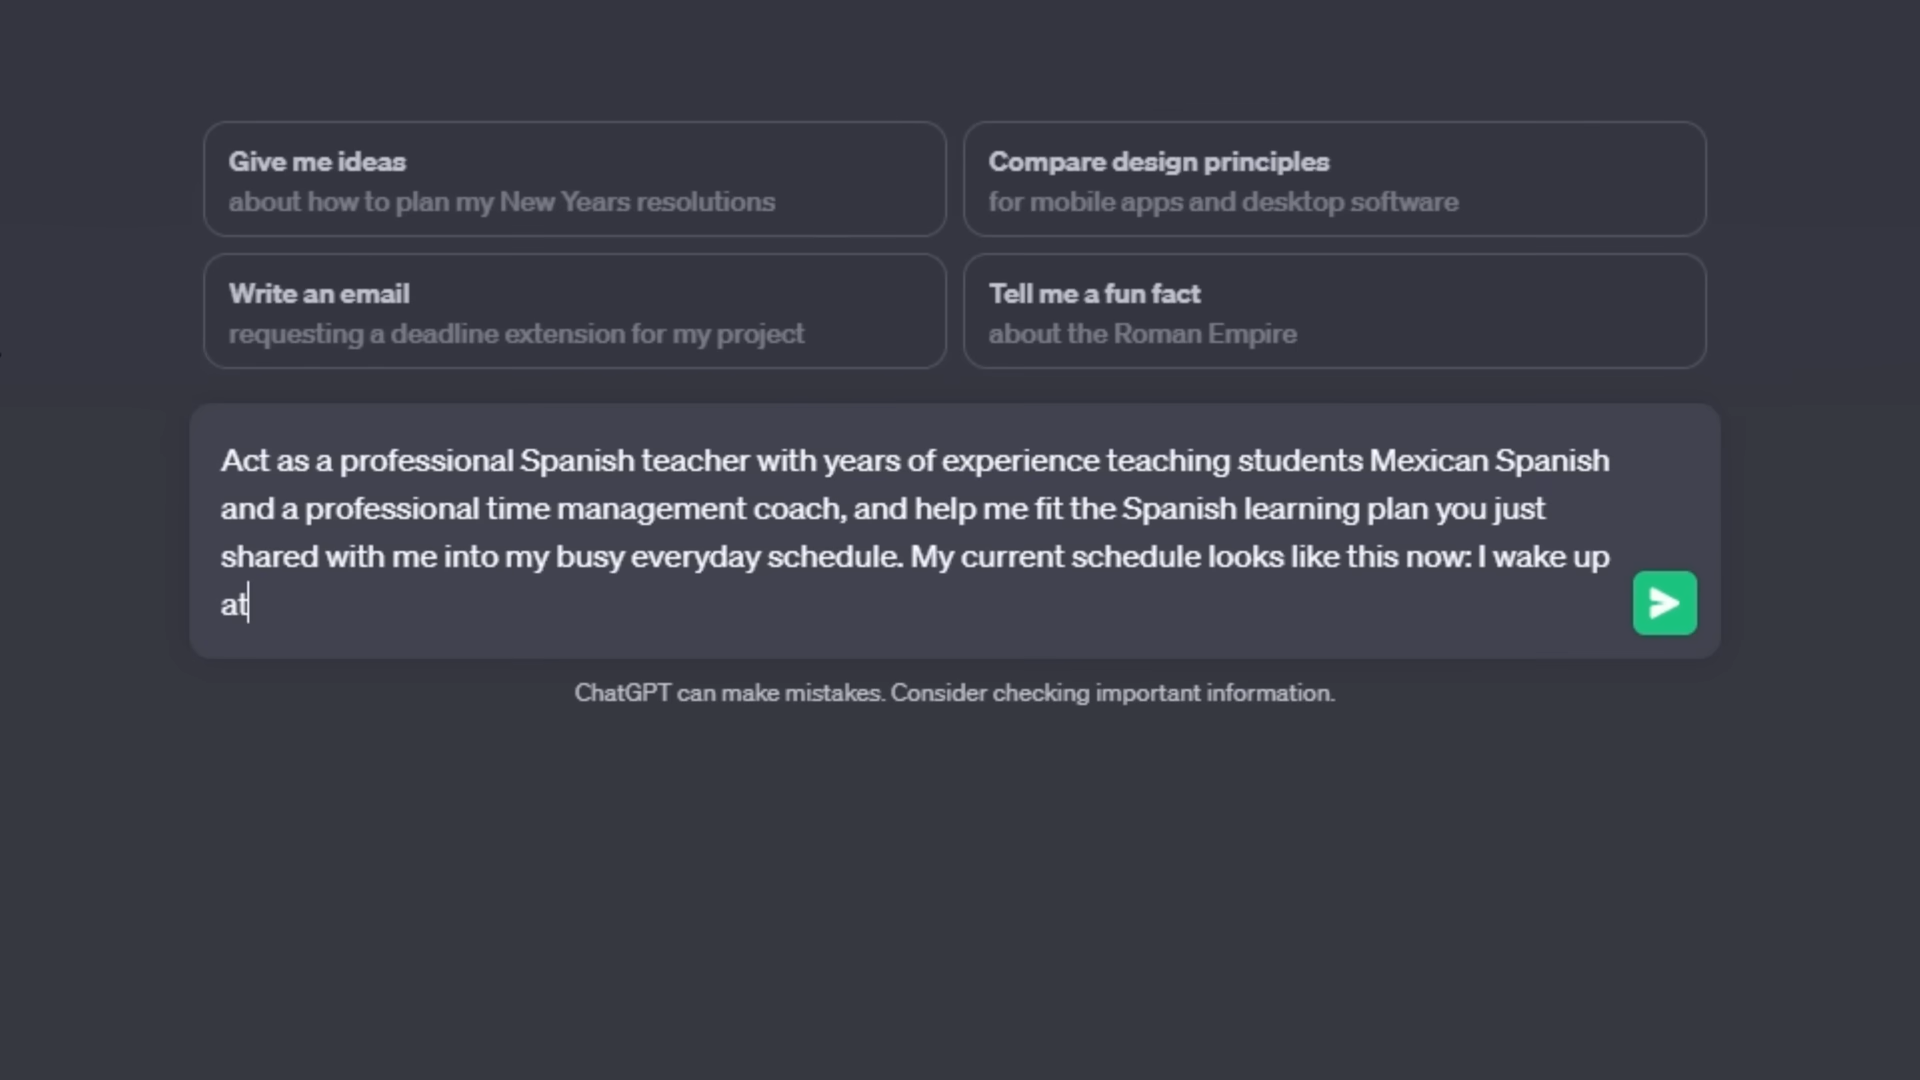 Give me ideas
about how to plan my New Years resolutions
Compare design principles
for mobile apps and desktop software
Write an email
requesting a deadline extension for my project
Tell me a fun fact
about the Roman Empire
Act as a professional Spanish teacher with years of experience teaching students Mexican Spanish
and a professional time management coach, and help me fit the Spanish learning plan you just
shared with me into my busy everyday schedule. My current schedule looks like this now: I wake up
at
ChatGPT can make mistakes. Consider checking important information.